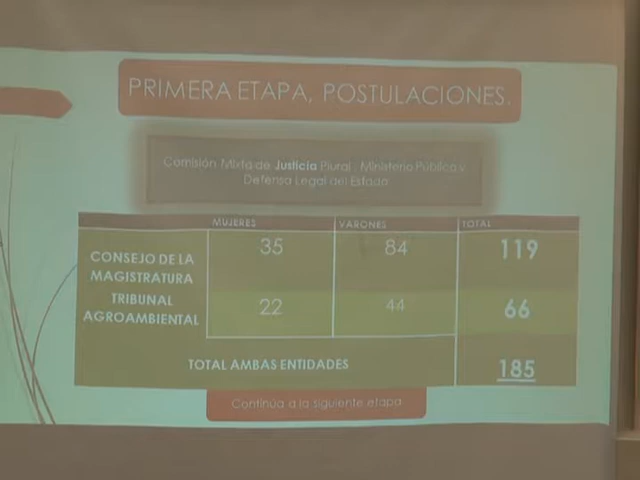 PRIMERA ETAPA, POSTULACIONES.
Comisión Mixta de Justicia Plural, Ministerio Público y
Defensa Legal del Estado
MUJERES VARONES TOTAL
CONSEJO DE LA MAGISTRATURA 35 84 119
TRIBUNAL AGROAMBIENTAL 22 44 66
TOTAL AMBAS ENTIDADES 185
Continúa a la siguiente etapa